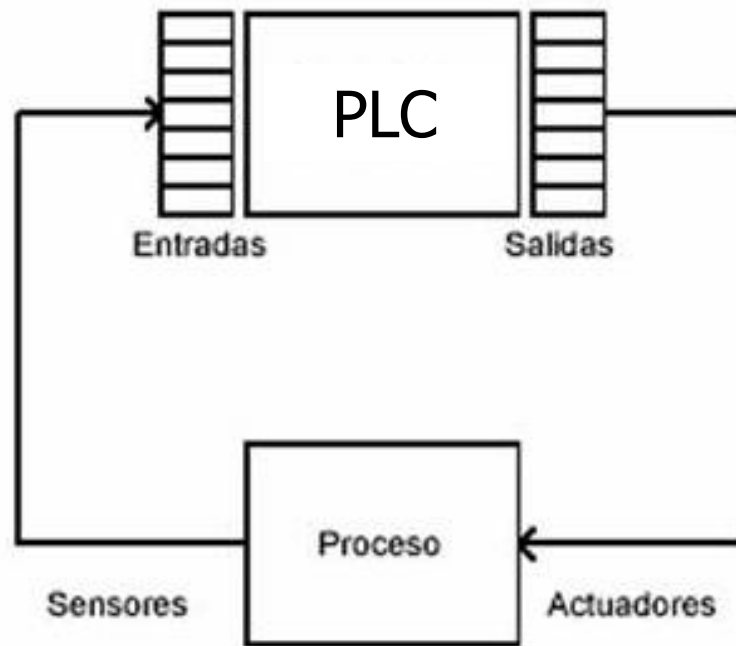 PLC
Entradas
Salidas
Proceso
Sensores
Actuadores